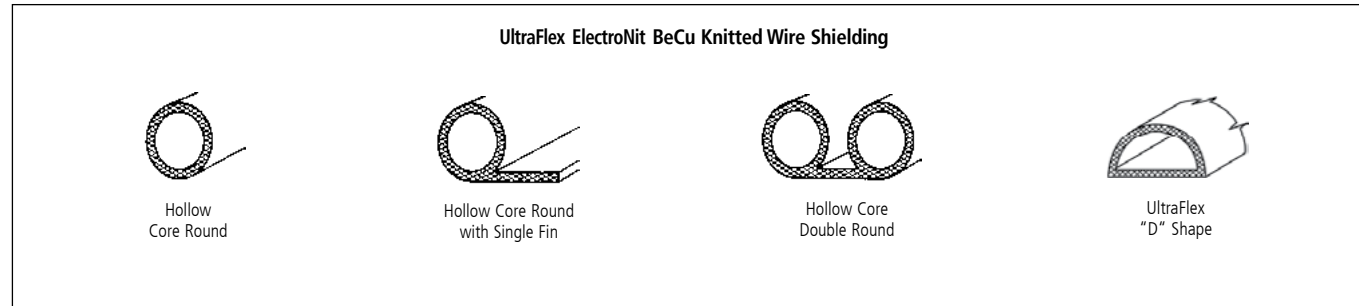 UltraFlex ElectroNit BeCu Knitted Wire Shielding
Hollow
Core Round
Hollow Core Round
with Single Fin
Hollow Core
Double Round
UltraFlex
“D” Shape